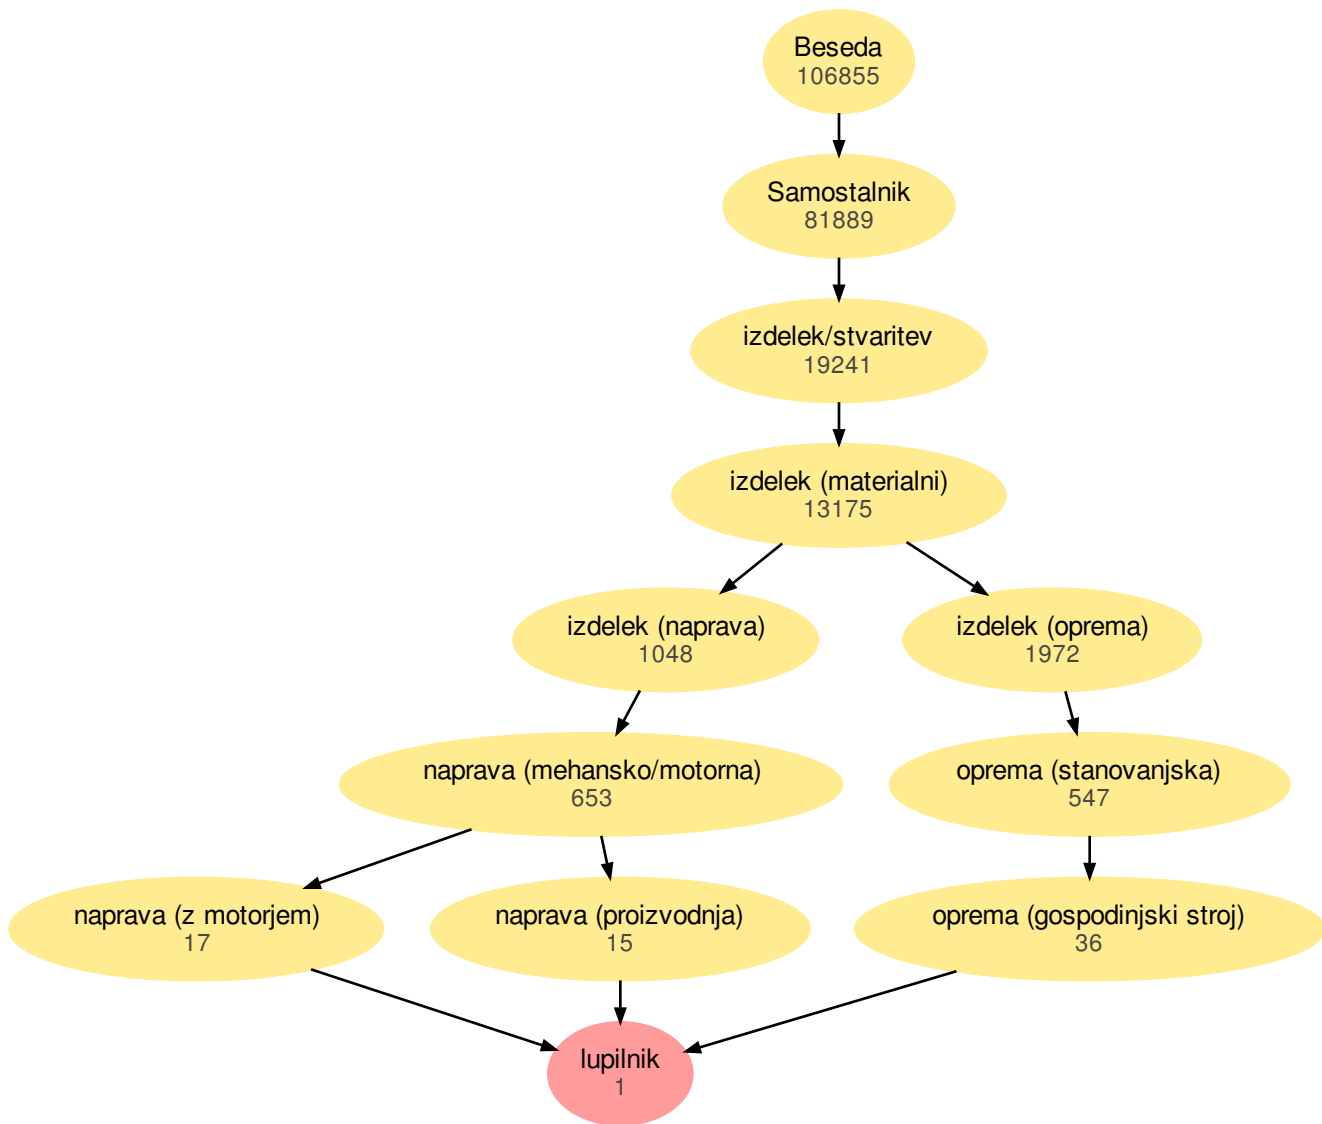 Beseda
106855
Samostalnik
81889
izdelek/stvaritev
19241
izdelek (materialni)
13175
izdelek (naprava)
1048
izdelek (oprema)
1972
naprava (mehansko/motorna)
653
oprema (stanovanjska)
547
naprava (z motorjem)
17
naprava (proizvodnja)
15
oprema (gospodinjski stroj)
36
lupilnik
1